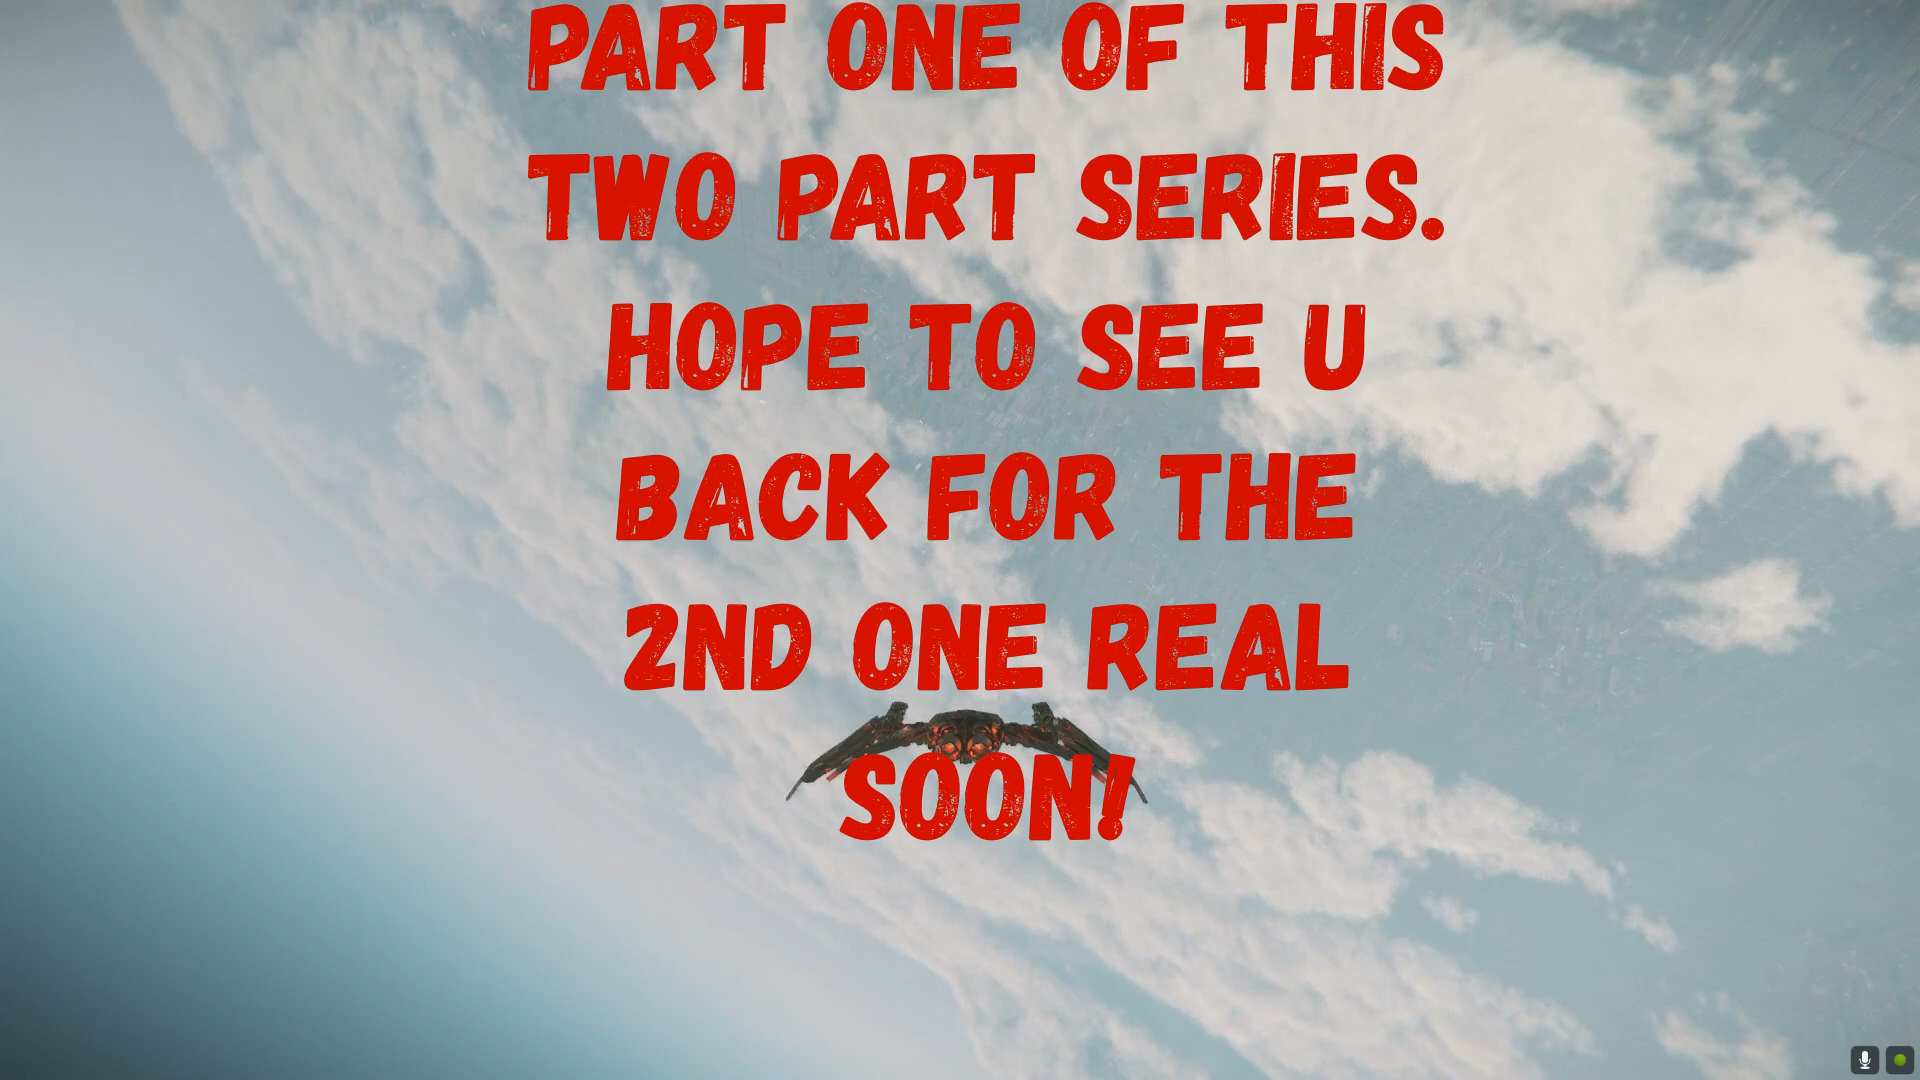 PART ONE OF THIS
TWO PART SERIES.
HOPE TO SEE U
BACK FOR THE
2ND ONE REAL
SOON!